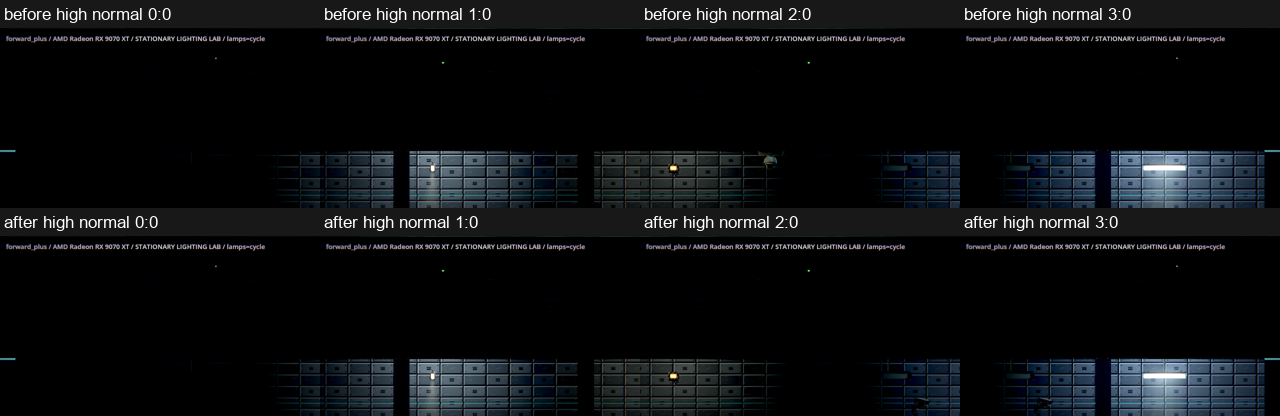 before high normal 0:0
before high normal 1:0
before high normal 2:0
before high normal 3:0
forward_plus / AMD Radeon RX 9070 XT / STATIONARY LIGHTING LAB / lamps=cycle
forward_plus / AMD Radeon RX 9070 XT / STATIONARY LIGHTING LAB / lamps=cycle
forward_plus / AMD Radeon RX 9070 XT / STATIONARY LIGHTING LAB / lamps=cycle
forward_plus / AMD Radeon RX 9070 XT / STATIONARY LIGHTING LAB / lamps=cycle
after high normal 0:0
after high normal 1:0
after high normal 2:0
after high normal 3:0
forward_plus / AMD Radeon RX 9070 XT / STATIONARY LIGHTING LAB / lamps=cycle
forward_plus / AMD Radeon RX 9070 XT / STATIONARY LIGHTING LAB / lamps=cycle
forward_plus / AMD Radeon RX 9070 XT / STATIONARY LIGHTING LAB / lamps=cycle
forward_plus / AMD Radeon RX 9070 XT / STATIONARY LIGHTING LAB / lamps=cycle